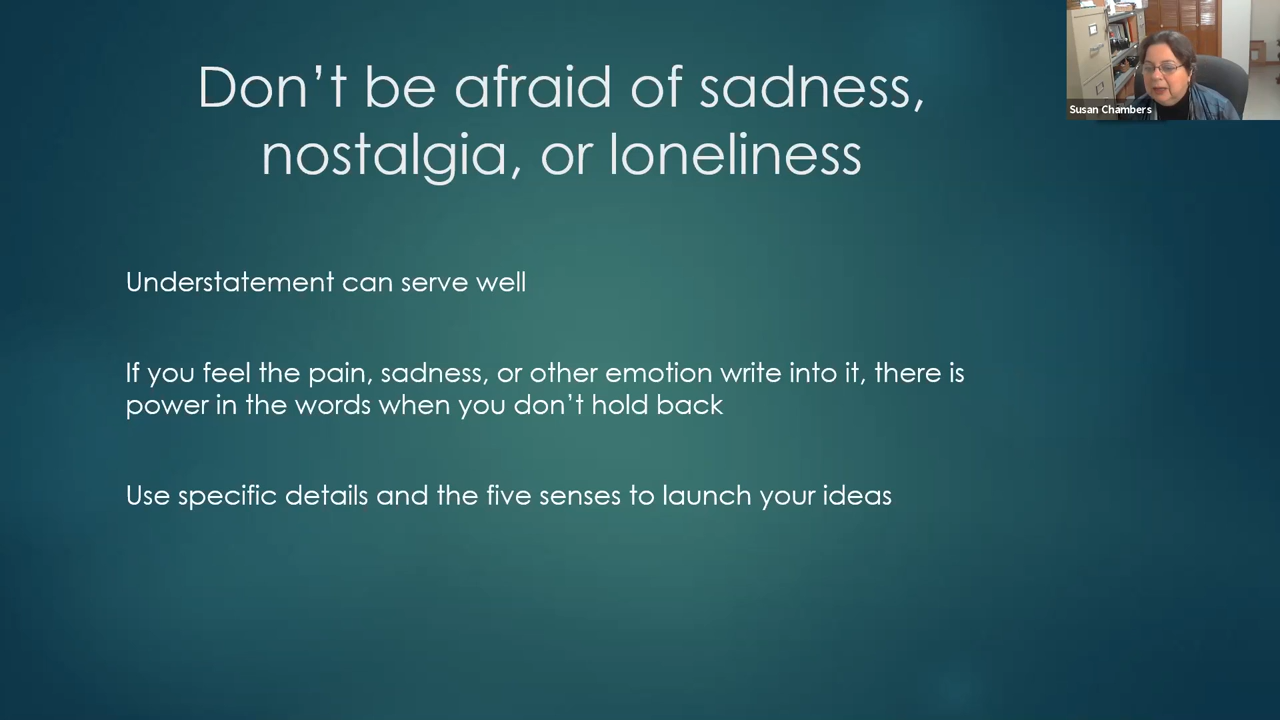 Don’t be afraid of sadness,
nostalgia, or loneliness
Susan Chambers
Understatement can serve well
If you feel the pain, sadness, or other emotion write into it, there is
power in the words when you don’t hold back
Use specific details and the five senses to launch your ideas